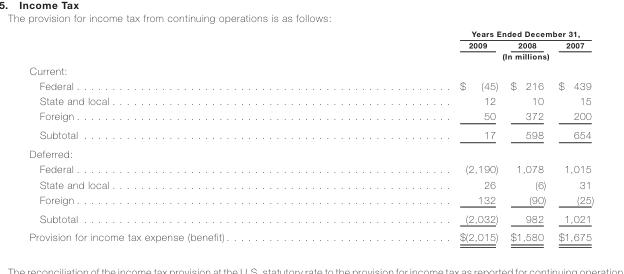 5. Income Tax
The provision for income tax from continuing operations is as follows:
Years Ended December 31,
2009 2008 2007
(In millions)
Current:
Federal . . . . . . . . . . . . . . . . . . . . $ (45) $ 216 $ 439
State and local . . . . . . . . . . . . . . . . . . . . 12 10 15
Foreign . . . . . . . . . . . . . . . . . . . . 50 372 200
Subtotal . . . . . . . . . . . . . . . . . . . . 17 598 654
Deferred:
Federal . . . . . . . . . . . . . . . . . . . . (2,190) 1,078 1,015
State and local . . . . . . . . . . . . . . . . . . . . 26 (6) 31
Foreign . . . . . . . . . . . . . . . . . . . . 132 (90) (25)
Subtotal . . . . . . . . . . . . . . . . . . . . (2,032) 982 1,021
Provision for income tax expense (benefit) . . . . . . . . . . . . . . . . . . . . $(2,015) $1,580 $1,675
The reconciliation of the income tax provision at the U.S. statutory rate to the provision for income tax as reported for continuing operation